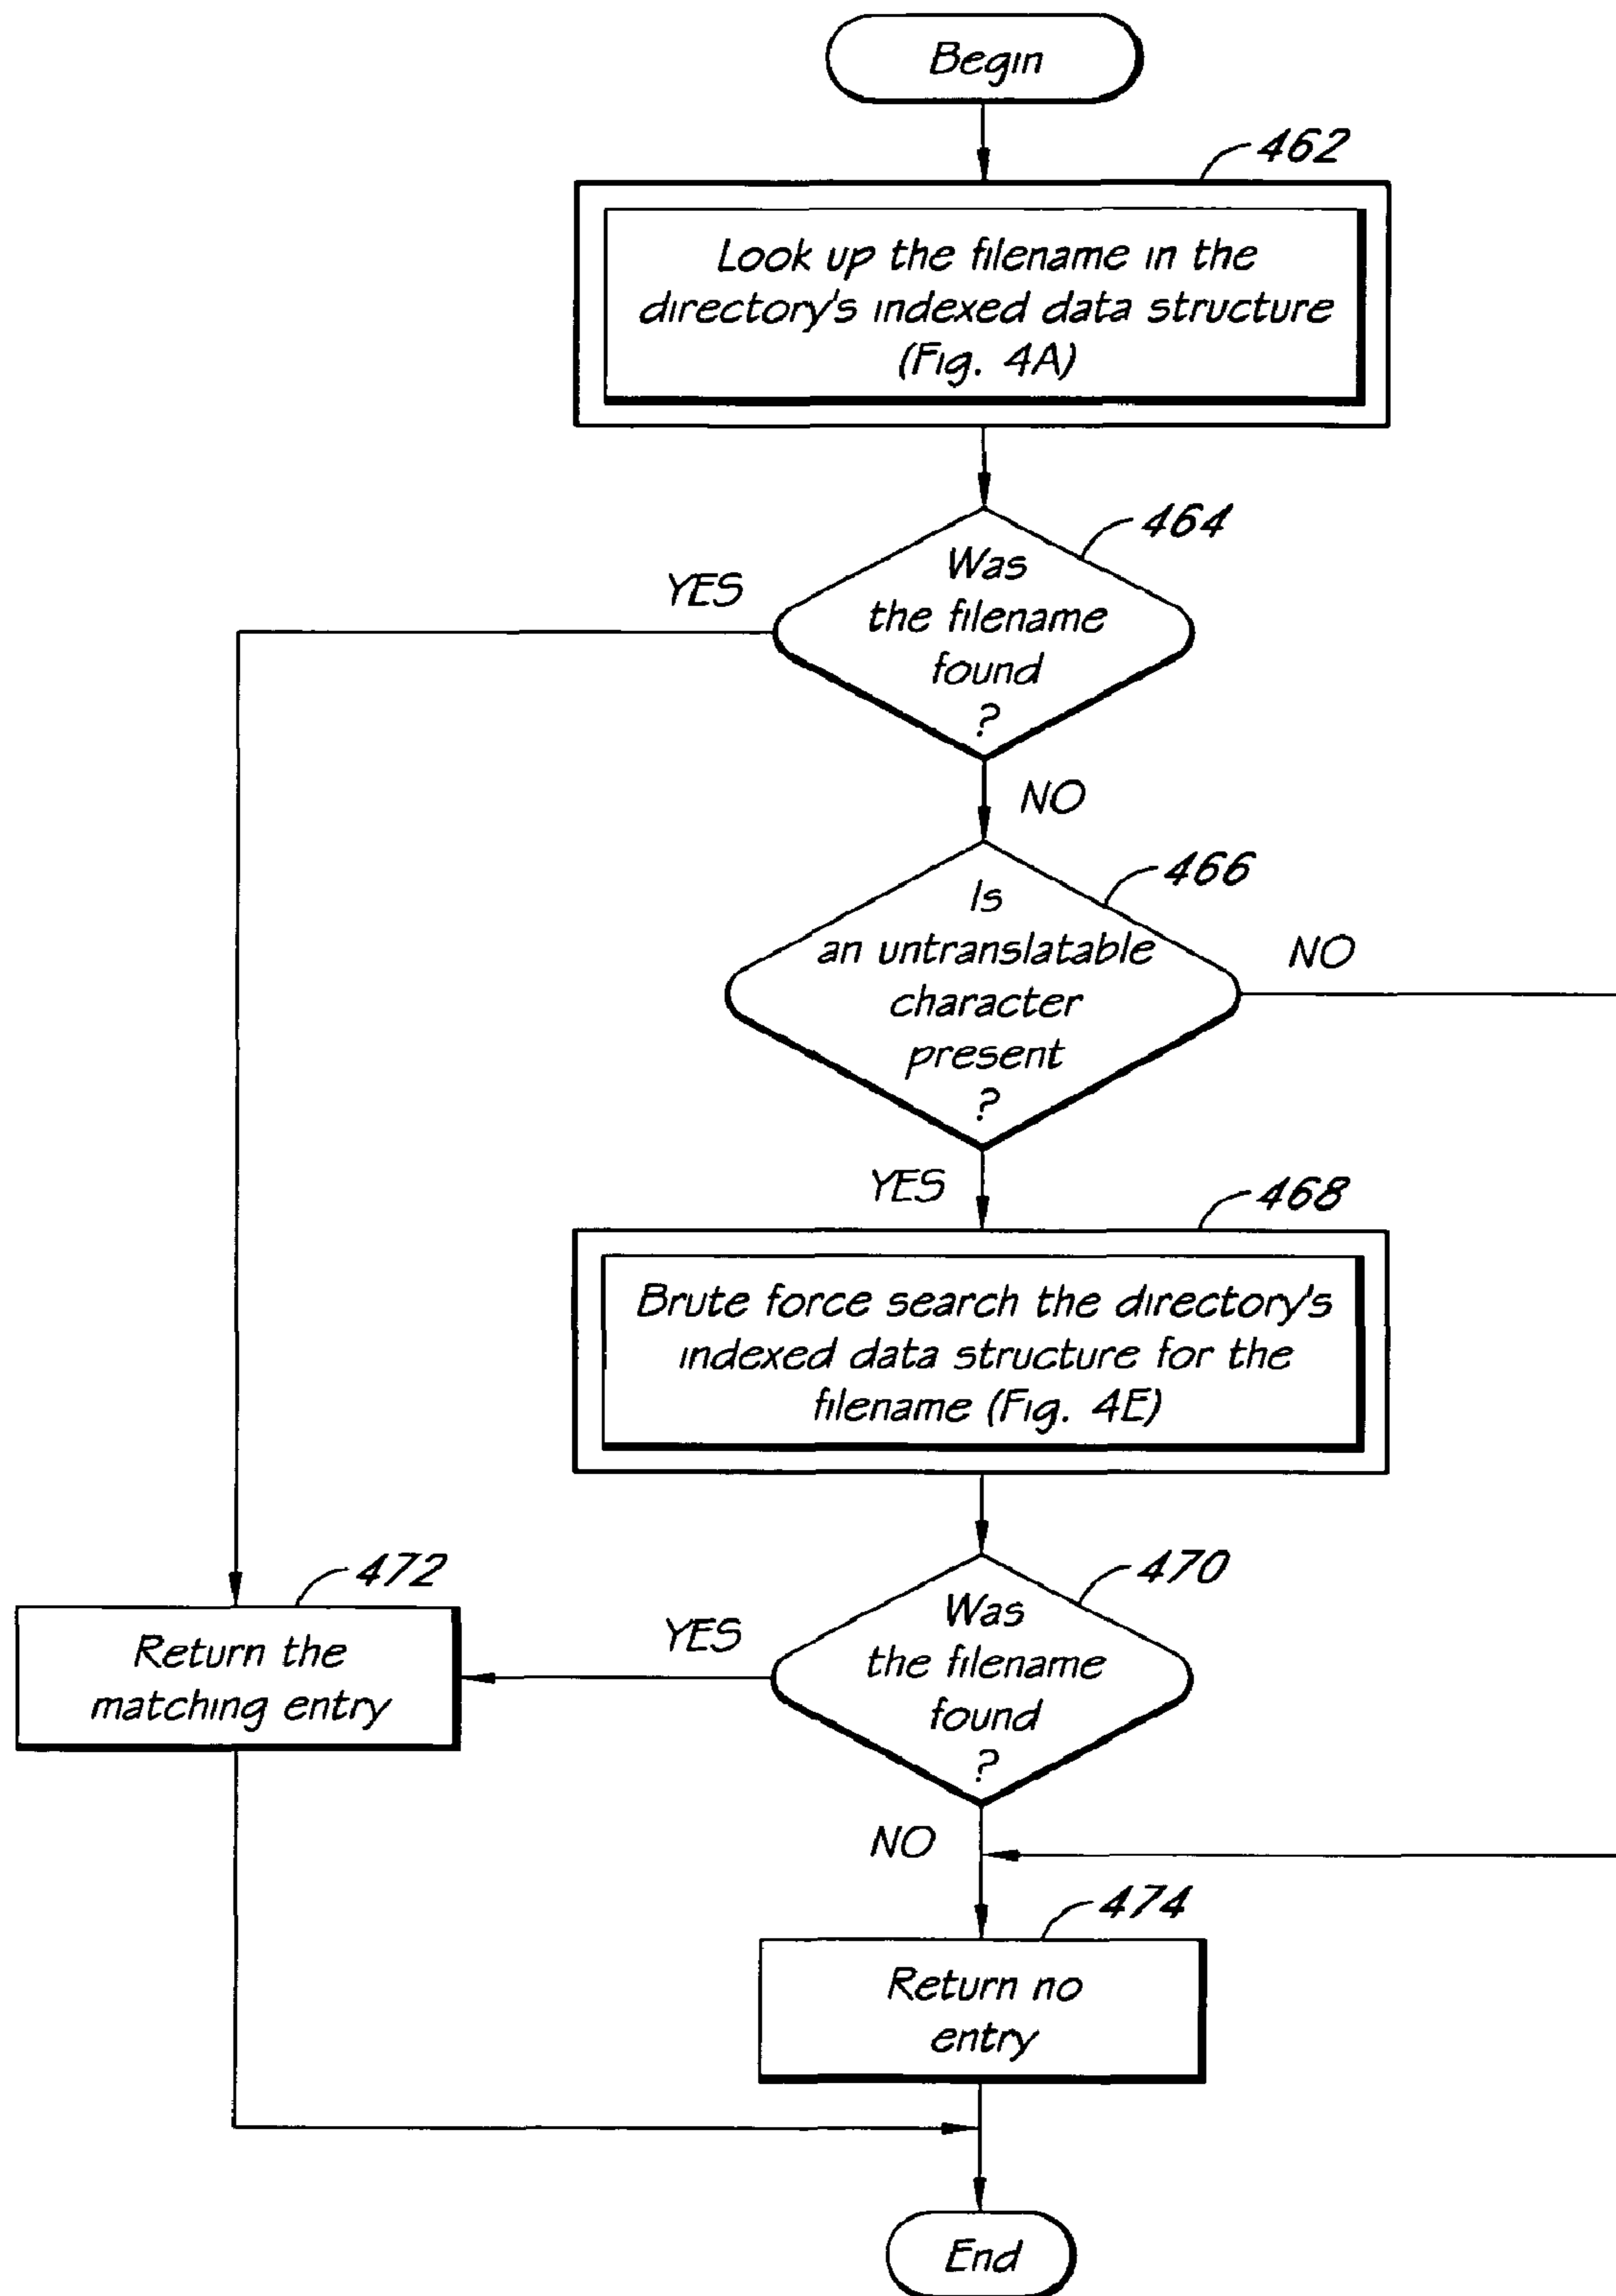 Begin
462
Look up the filename in the
directory's indexed data structure
(Fig. 4A)
464
Was
the filename
found
?
YES
NO
466
Is
an untranslatable
character
present
?
NO
YES
468
Brute force search the directory's
indexed data structure for the
filename (Fig. 4E)
470
Was
the filename
found
?
YES
472
Return the
matching entry
NO
474
Return no
entry
End